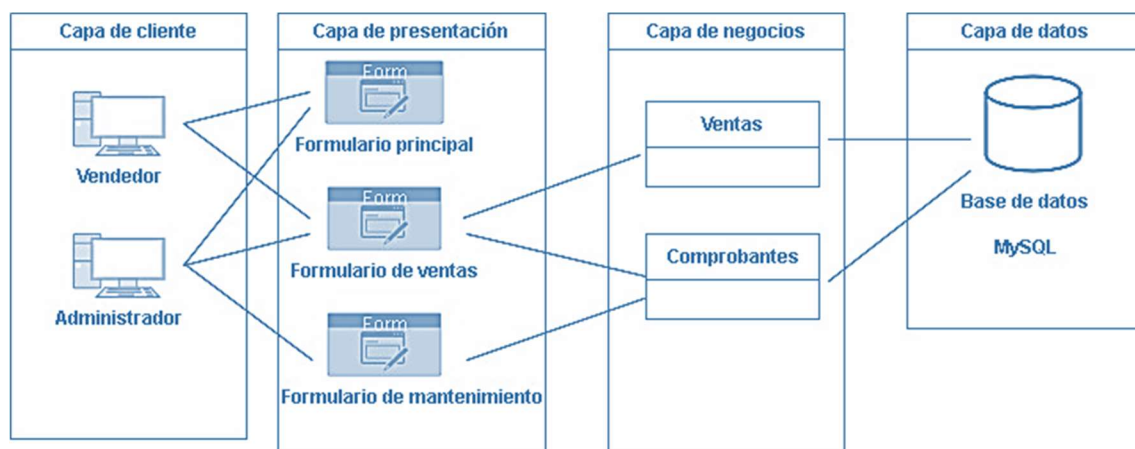 Capa de cliente
Vendedor
Administrador
Capa de presentación
Form
Formulario principal
Form
Formulario de ventas
Form
Formulario de mantenimiento
Capa de negocios
Ventas
Comprobantes
Capa de datos
Base de datos
MySQL